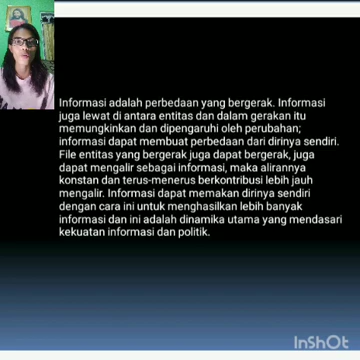 Informasi adalah perbedaan yang bergerak. Informasi
juga lewat di antara entitas dan dalam gerakan itu
memungkinkan dan dipengaruhi oleh perubahan;
informasi dapat membuat perbedaan dari dirinya sendiri.
File entitas yang bergerak juga dapat bergerak, juga
dapat mengalir sebagai informasi, maka alirannya
konstan dan terus-menerus berkontribusi lebih jauh
mengalir. Informasi dapat memakan dirinya sendiri
dengan cara ini untuk menghasilkan lebih banyak
informasi dan ini adalah dinamika utama yang mendasari
kekuatan informasi dan politik.
InShOt